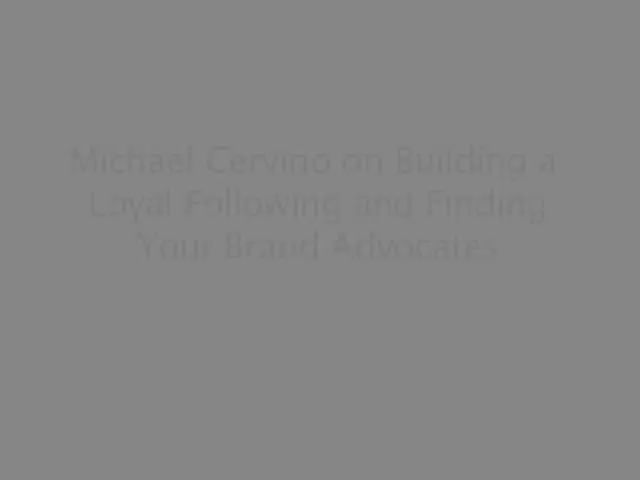 Michael Cervino on Building a
Loyal Following and Finding
Your Brand Advocates